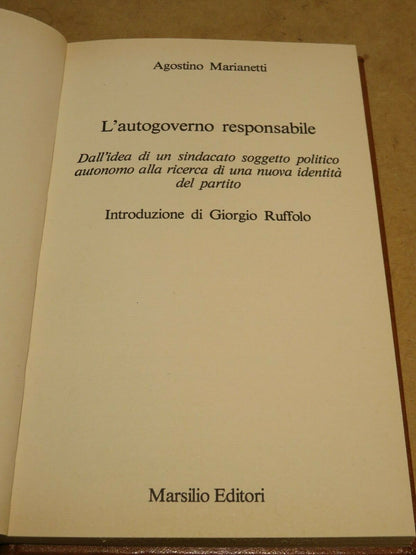 Agostino Marianetti
L'autogoverno responsabile
Dall'idea di un sindacato soggetto politico
autonomo alla ricerca di una nuova identità
del partito
Introduzione di Giorgio Ruffolo
Marsilio Editori